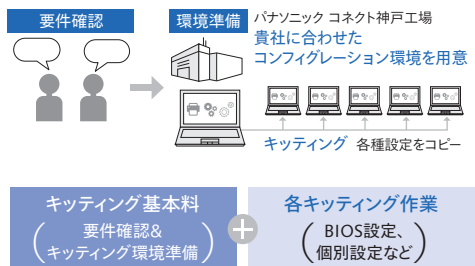 要件確認
環境準備
パナソニック コネクト神戸工場
貴社に合わせた
コンフィグレーション環境を用意
キッティング 各種設定をコピー
キッティング基本料
要件確認&
キッティング環境準備
+
各キッティング作業
BIOS設定、
個別設定など